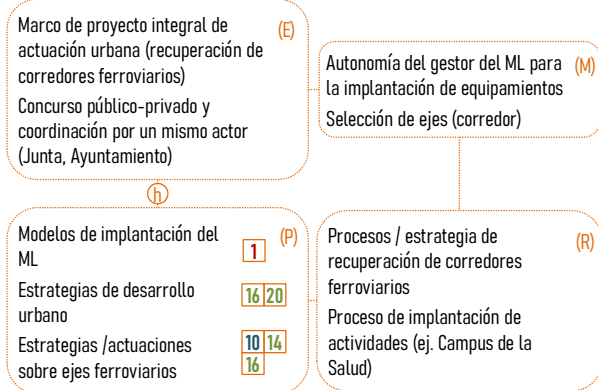 Marco de proyecto integral de
actuación urbana (recuperación de
corredores ferroviarios)
Concurso público-privado y
coordinación por un mismo actor
(Junta, Ayuntamiento)
(E)
Autonomía del gestor del ML para
la implantación de equipamientos
Selección de ejes (corredor)
(M)
h
Modelos de implantación del
ML
1
(P)
Estrategias de desarrollo
urbano
16 20
Estrategias /actuaciones
sobre ejes ferroviarios
10 14
16
Procesos / estrategia de
recuperación de corredores
ferroviarios
Proceso de implantación de
actividades (ej. Campus de la
Salud)
(R)